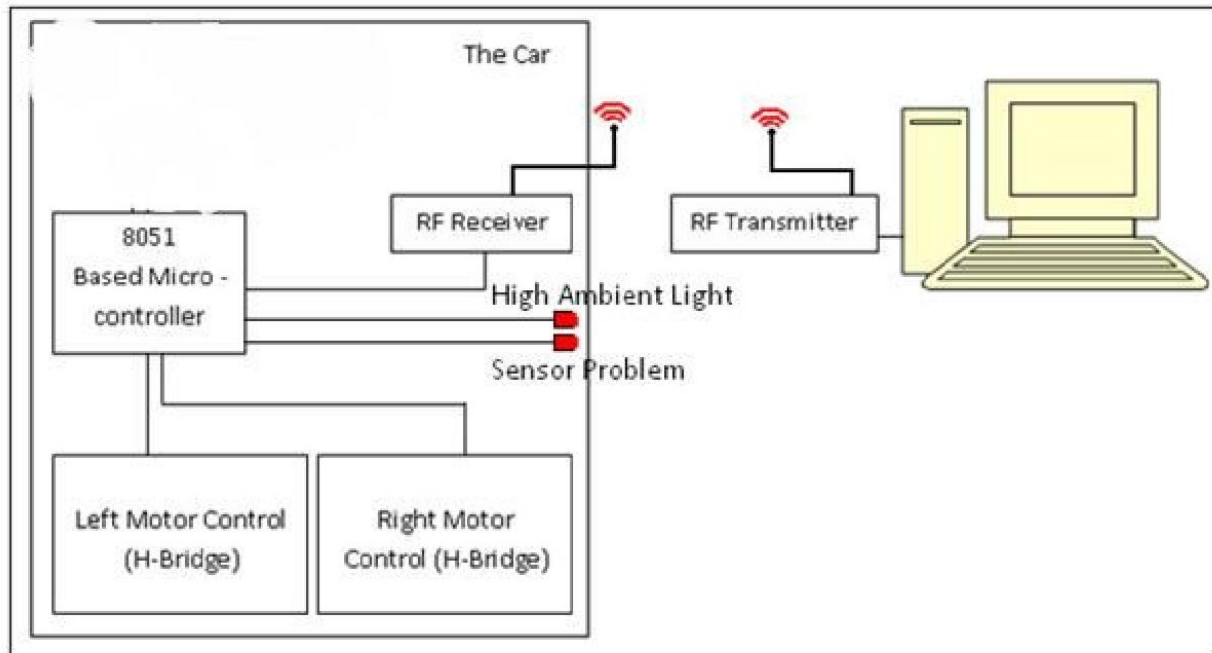 The Car
RF Receiver
RF Transmitter
8051
Based Micro -
controller
High Ambient Light
Sensor Problem
Left Motor Control
(H-Bridge)
Right Motor
Control (H-Bridge)